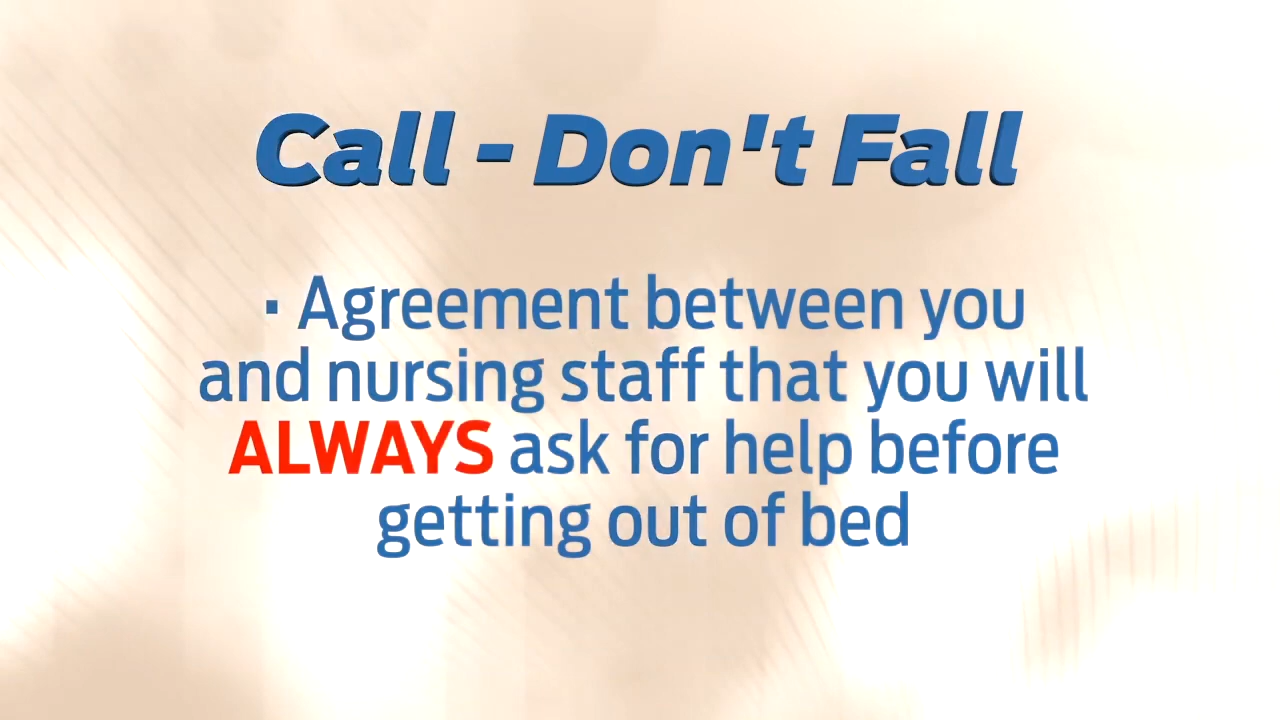 Call - Don't Fall
▪ Agreement between you
and nursing staff that you will
ALWAYS ask for help before
getting out of bed